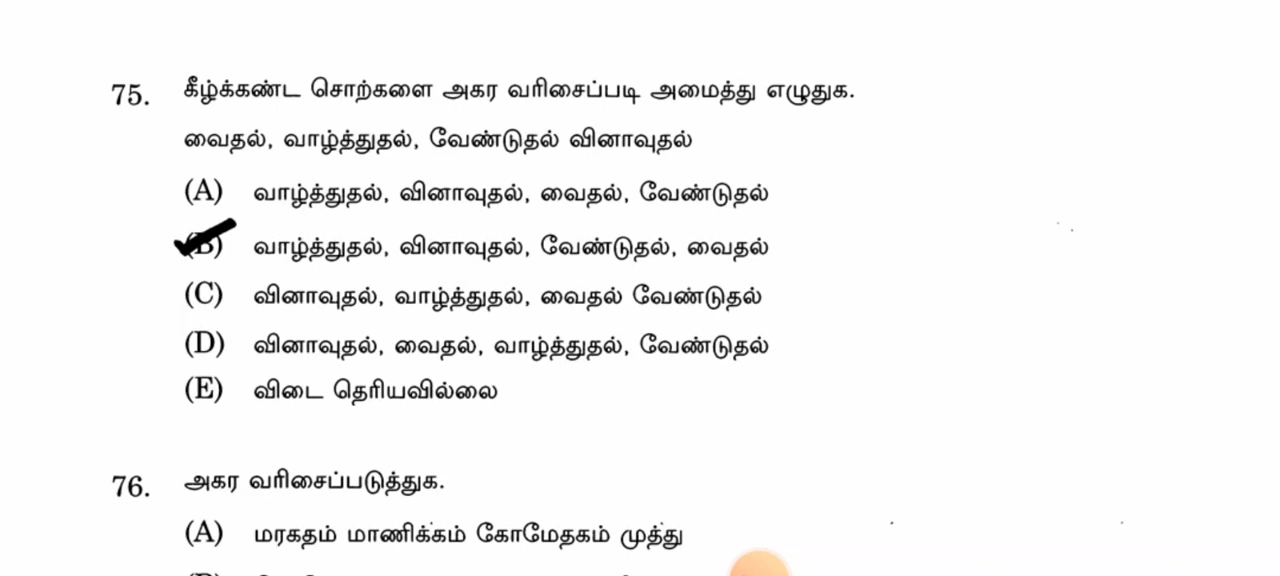 75. கீழ்க்கண்ட சொற்களை அகர வரிசைப்படி அமைத்து எழுதுக.
வைதல், வாழ்த்துதல், வேண்டுதல் வினாவுதல்
(A) வாழ்த்துதல், வினாவுதல், வைதல், வேண்டுதல்
(B) வாழ்த்துதல், வினாவுதல், வேண்டுதல், வைதல்
(C) வினாவுதல், வாழ்த்துதல், வைதல் வேண்டுதல்
(D) வினாவுதல், வைதல், வாழ்த்துதல், வேண்டுதல்
(E) விடை தெரியவில்லை
76. அகர வரிசைப்படுத்துக.
(A) மரகதம் மாணிக்கம் கோமேதகம் முத்து